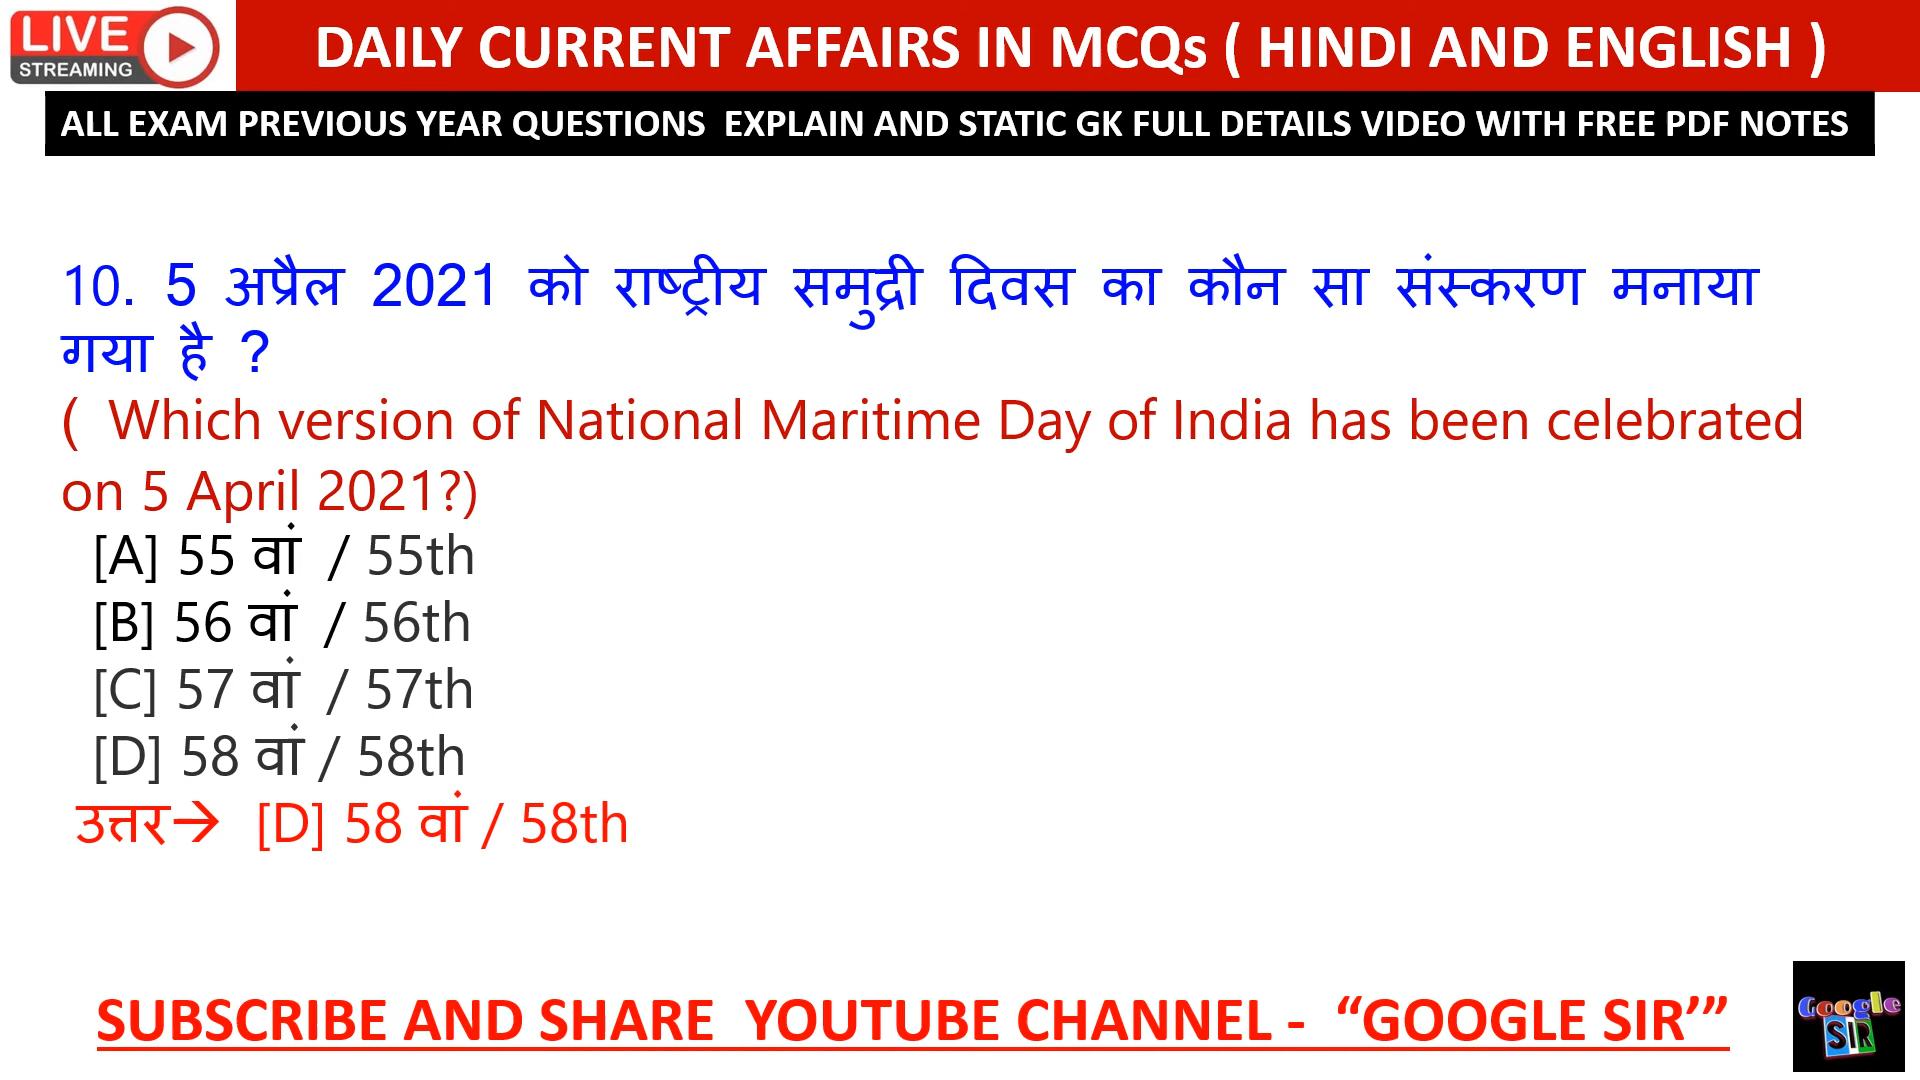 LIVE
STREAMING
DAILY CURRENT AFFAIRS IN MCQs ( HINDI AND ENGLISH )
ALL EXAM PREVIOUS YEAR QUESTIONS EXPLAIN AND STATIC GK FULL DETAILS VIDEO WITH FREE PDF NOTES
10. 5 अप्रैल 2021 को राष्ट्रीय समुद्री दिवस का कौन सा संस्करण मनाया
गया है ?
( Which version of National Maritime Day of India has been celebrated
on 5 April 2021?)
[A] 55 वां / 55th
[B] 56 वां / 56th
[C] 57 वां / 57th
[D] 58 वां / 58th
उत्तर→ [D] 58 वां / 58th
SUBSCRIBE AND SHARE YOUTUBE CHANNEL - “GOOGLE SIR’”
Google
SIR